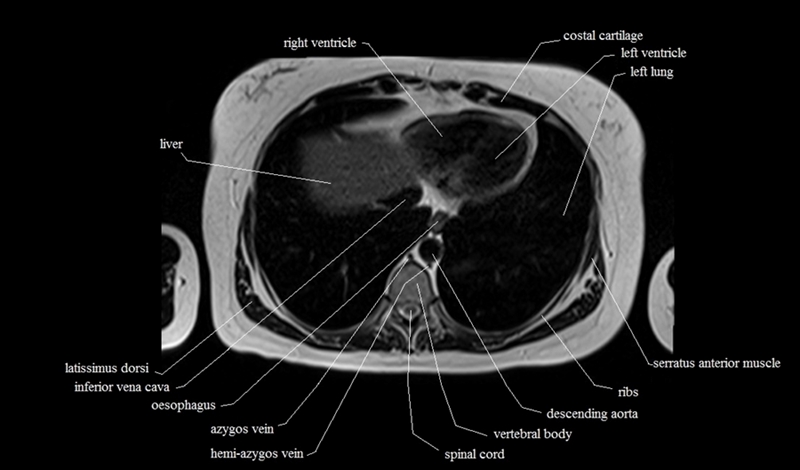 costal cartilage
right ventricle
left ventricle
left lung
liver
latissimus dorsi
serratus anterior muscle
inferior vena cava
ribs
oesophagus
descending aorta
azygos vein
vertebral body
hemi-azygos vein
spinal cord